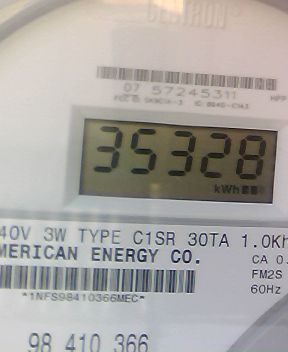 CENTRON
07 57245311
35328
kWh
40V 3W TYPE C1SR 30TA 1.0Kh
MERICAN ENERGY CO.
CA 0.
FM2S
60Hz
*1NFS98410366MEC*
98 410 366